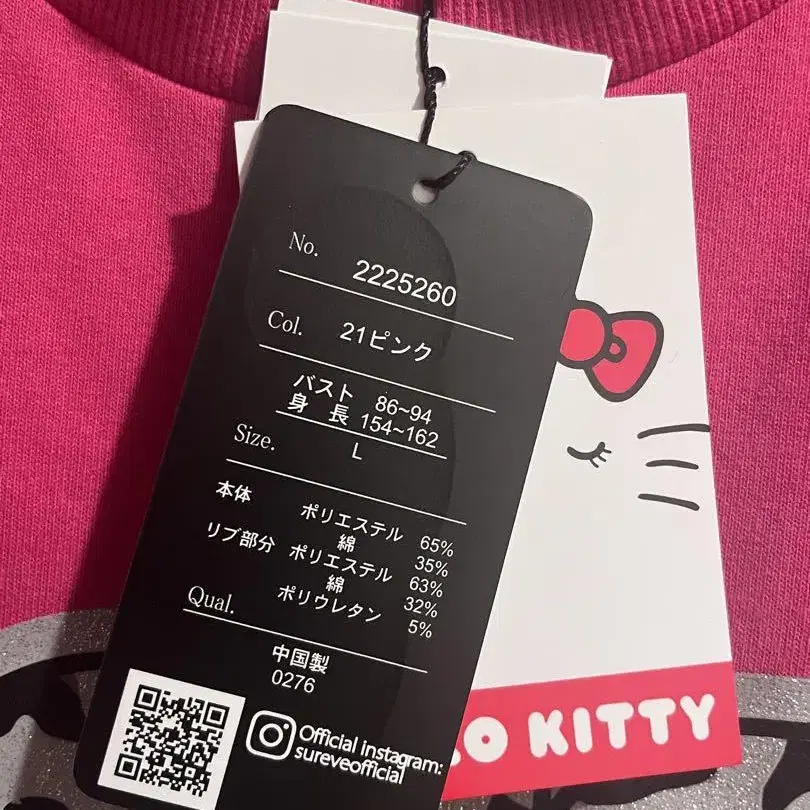 No. 2225260
Col. 21ピンク
バスト 86~94
身長 154~162
Size. L
本体 ポリエステル 65%
綿 35%
リブ部分 ポリエステル 63%
綿 32%
ポリウレタン 5%
Qual.
中国製
0276
Official instagram:
sureveofficial
LO KITTY